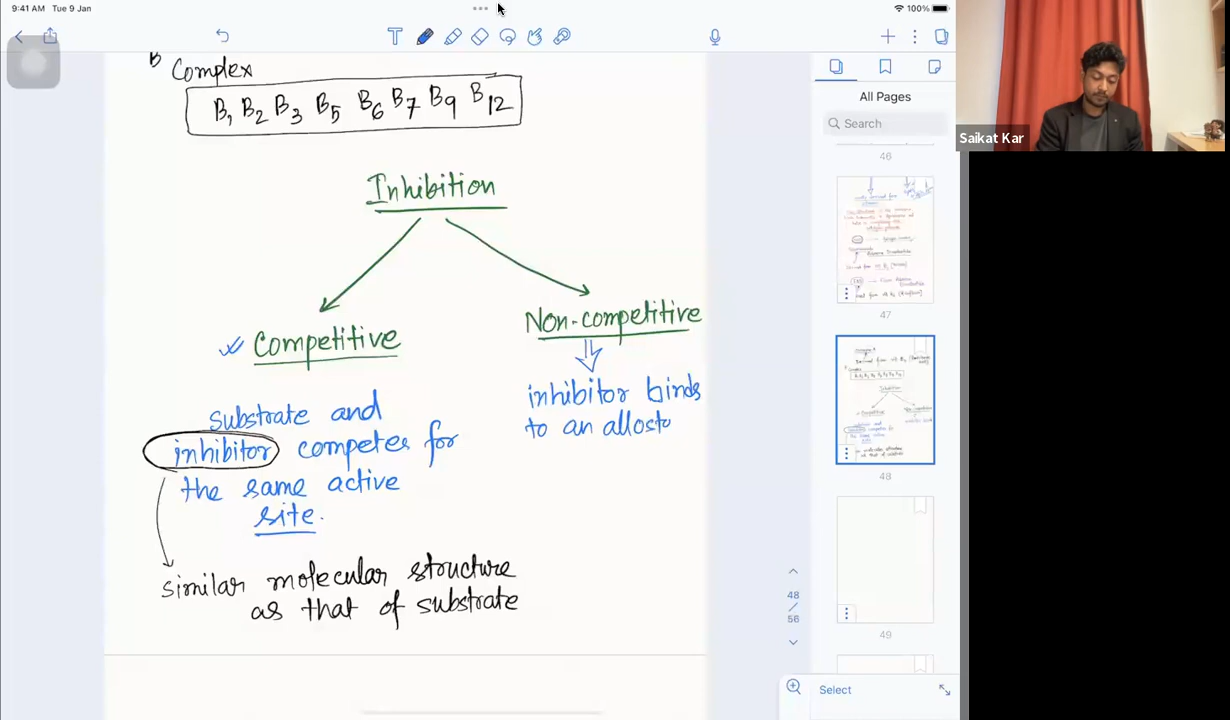 9:41 AM Tue 9 Jan
100%
B Complex
B1 B2 B3 B5 B6 B7 B9 B12
Inhibition
Competitive
Non-competitive
substrate and
inhibitor competes for
the same active
site.
inhibitor binds
to an allosto
similar molecular structure
as that of substrate
All Pages
Search
46
47
48
49
48
/
56
Select
Saikat Kar